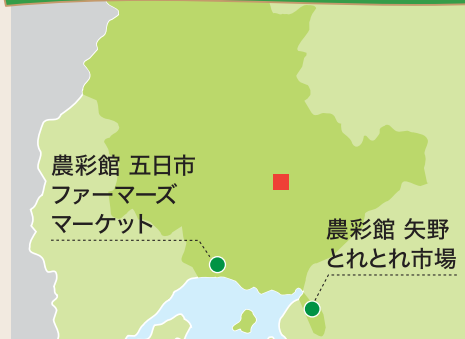 農彩館 五日市
ファーマーズ
マーケット
農彩館 矢野
とれとれ市場